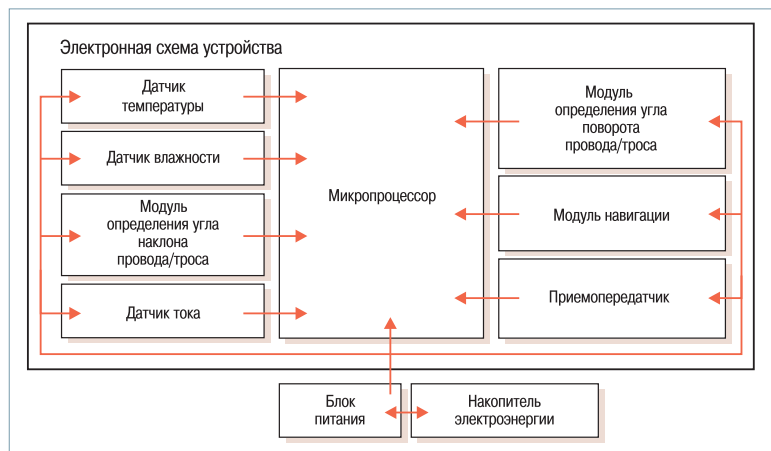 Электронная схема устройства
Датчик
температуры
Датчик влажности
Модуль
определения угла
наклона
провода/троса
Датчик тока
Микропроцессор
Модуль
определения угла
поворота
провода/троса
Модуль навигации
Приемопередатчик
Блок
питания
Накопитель
электроэнергии